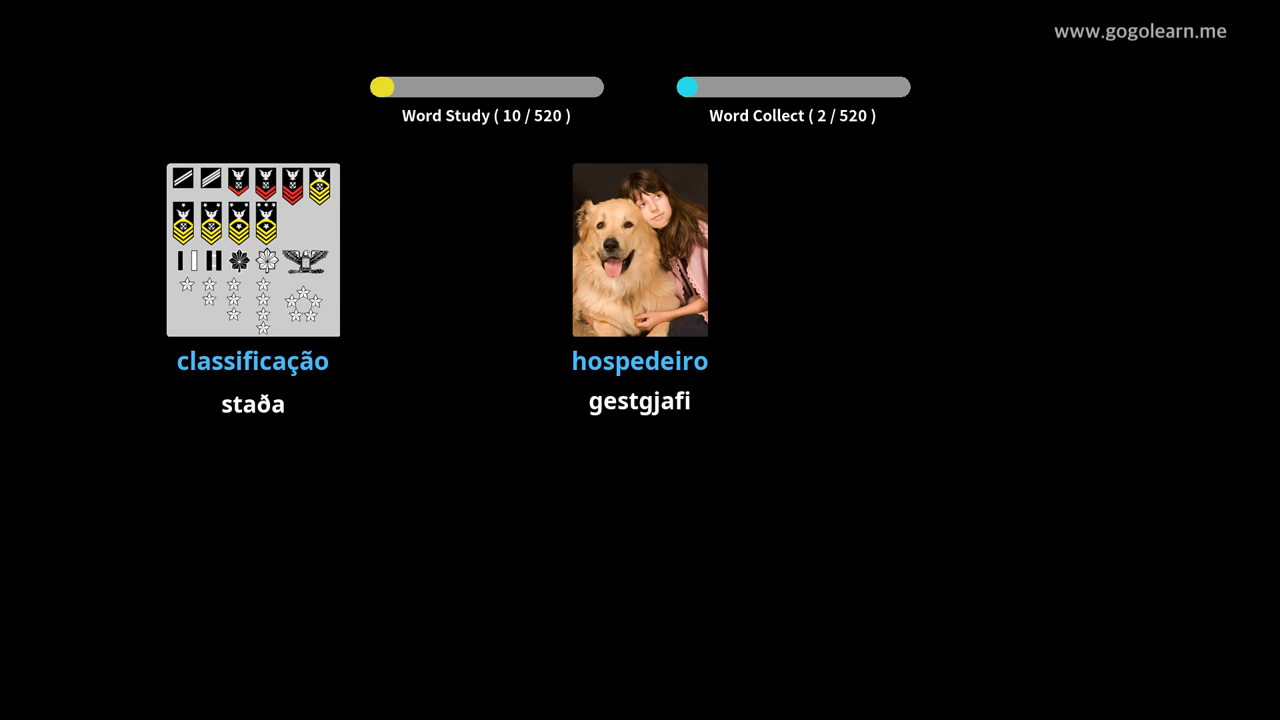 www.gogolearn.me
Word Study ( 10 / 520 )
Word Collect ( 2 / 520 )
classificação
hospedeiro
staða
gestgjafi